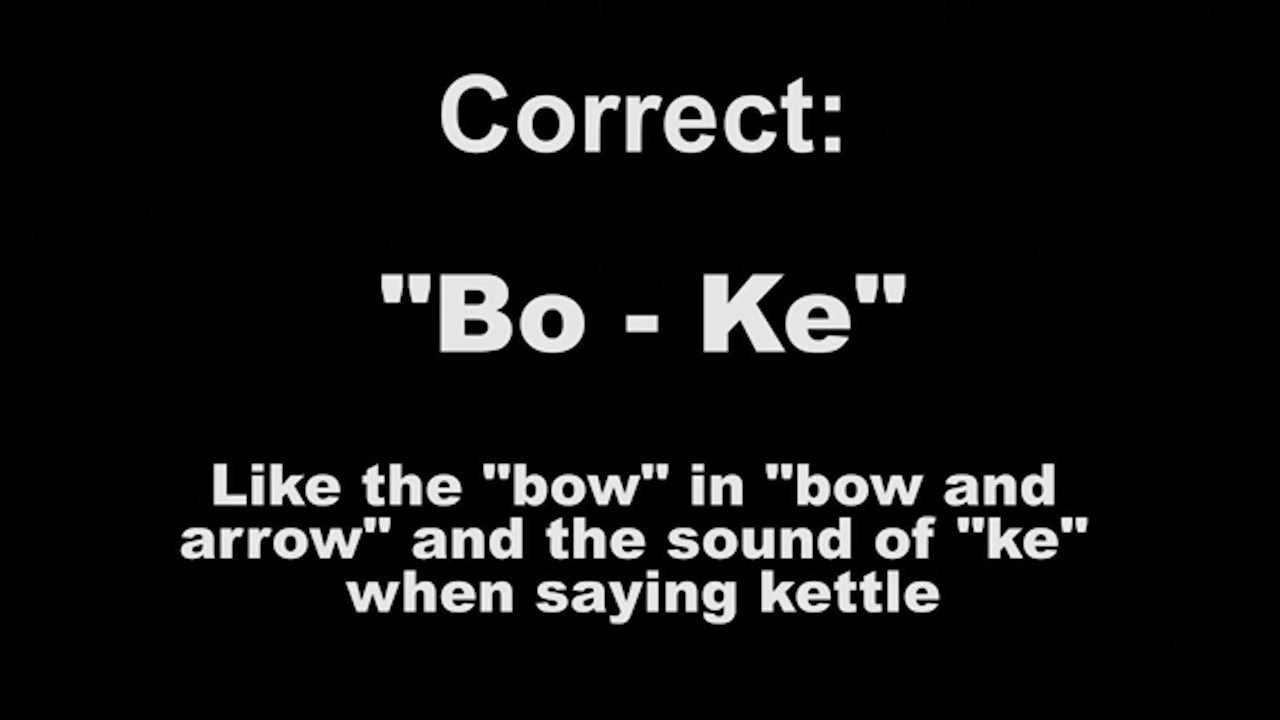 Correct:
"Bo - Ke"
Like the "bow" in "bow and
arrow" and the sound of "ke"
when saying kettle